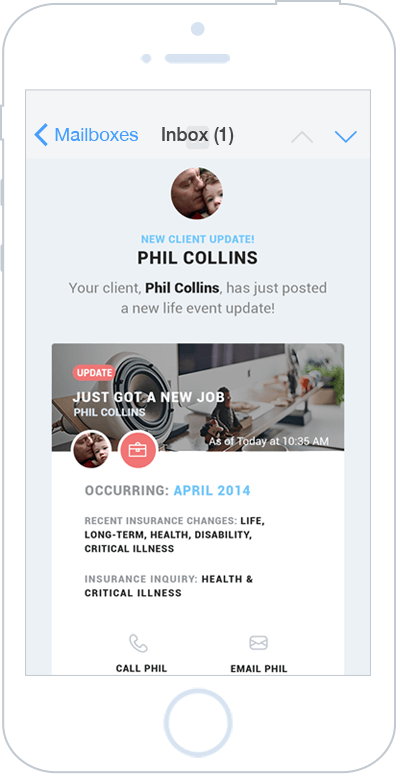 Mailboxes Inbox (1)
NEW CLIENT UPDATE!
PHIL COLLINS
Your client, Phil Collins, has just posted
a new life event update!
UPDATE
JUST GOT A NEW JOB
PHIL COLLINS
As of Today at 10:35 AM
OCCURRING: APRIL 2014
RECENT INSURANCE CHANGES: LIFE,
LONG-TERM, HEALTH, DISABILITY,
CRITICAL ILLNESS
INSURANCE INQUIRY: HEALTH &
CRITICAL ILLNESS
CALL PHIL EMAIL PHIL